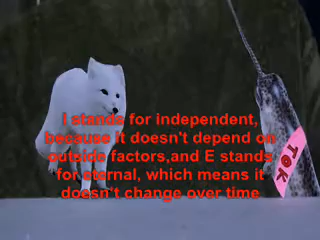 I stands for independent,
because it doesn't depend on
outside factors,and E stands
for eternal, which means it
doesn't change over time
TOK